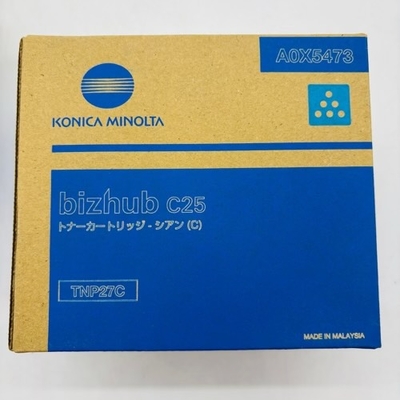 A0X5473
KONICA MINOLTA
bizhub C25
トナーカートリッジ - シアン (C)
TNP27C
MADE IN MALAYSIA